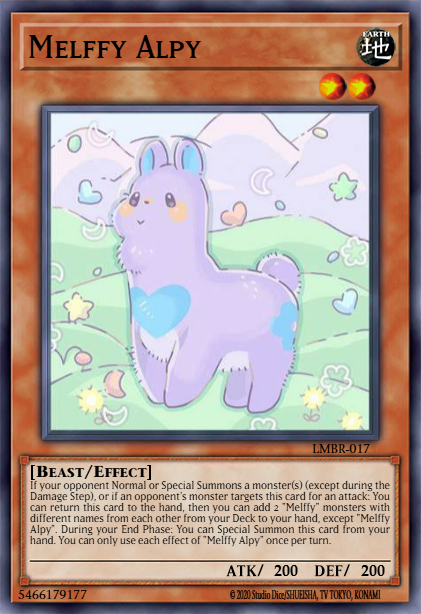 Melffy Alpy
EARTH
地
LMBR-017
[Beast/Effect]
If your opponent Normal or Special Summons a monster(s) (except during the
Damage Step), or if an opponent's monster targets this card for an attack: You
can return this card to the hand, then you can add 2 "Melffy" monsters with
different names from each other from your Deck to your hand, except "Melffy
Alpy". During your End Phase: You can Special Summon this card from your
hand. You can only use each effect of "Melffy Alpy" once per turn.
ATK/ 200 DEF/ 200
5466179177
©2020 Studio Dice/SHUEISHA, TV TOKYO, KONAMI